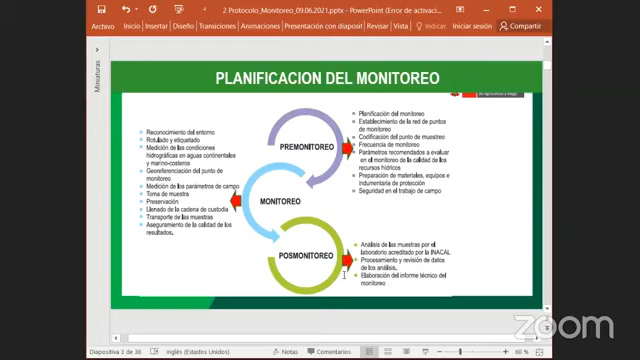 2 Protocolo_Monitoreo_09.06.2021.pptx - PowerPoint (Error de activaci...
Archivo
Inicio
Insertar
Diseño
Transiciones
Animaciones
Presentación con diaposit
Revisar
Vista
Indicar...
Iniciar sesión
Compartir
Miniaturas
PLANIFICACION DEL MONITOREO
de Agricultura y Riego
PREMONITOREO
Planificación del monitoreo
Establecimiento de la red de puntos
de monitoreo
Codificación del punto de muestreo
Frecuencia de monitoreo
Parámetros recomendados a evaluar
en el monitoreo de la calidad de los
recursos hídricos
Preparación de materiales, equipos e
indumentaria de protección
Seguridad en el trabajo de campo
Reconocimiento del entorno
Rotulado y etiquetado
Medición de las condiciones
hidrográficas en aguas continentales
y marino-costeros
Georeferenciación del punto de
monitoreo
Medición de los parámetros de campo
Toma de muestra
Preservación
Llenado de la cadena de custodia
Transporte de las muestras
Aseguramiento de la calidad de los
resultados.
MONITOREO
POSMONITOREO
Análisis de las muestras por el
laboratorio acreditado por la INACAL
Procesamiento y revisión de datos
de los análisis.
Elaboración del informe técnico del
monitoreo
zoom
Diapositiva 3 de 36
Inglés (Estados Unidos)
Notas
Comentarios
60 %